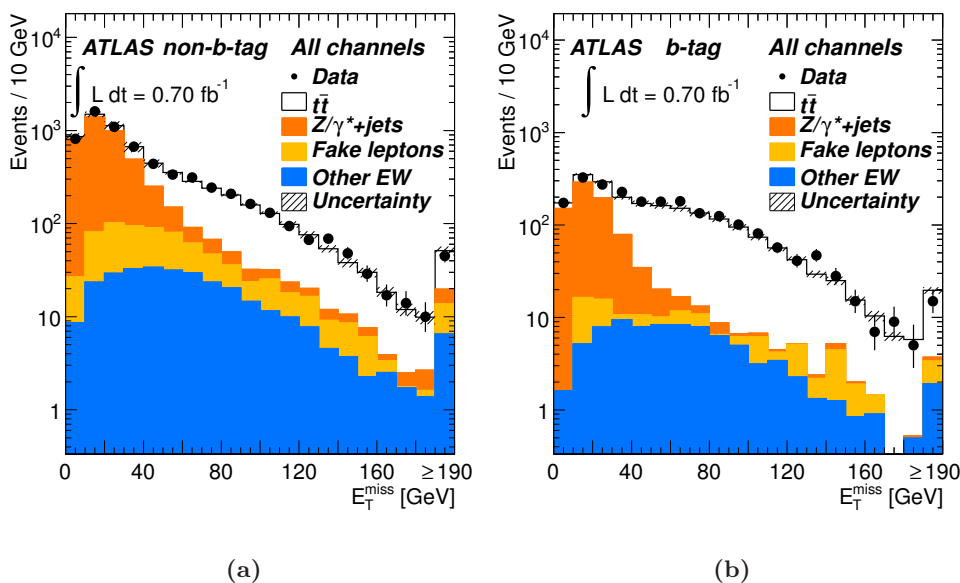 Events / 10 GeV
10⁴
10³
10²
10
1
ATLAS non-b-tag
∫ L dt = 0.70 fb⁻¹
All channels
Data
tt̄
Z/γ*+jets
Fake leptons
Other EW
Uncertainty
0 40 80 120 160 ≥190
E_T^miss [GeV]
(a)
Events / 10 GeV
10⁴
10³
10²
10
1
ATLAS b-tag
∫ L dt = 0.70 fb⁻¹
All channels
Data
tt̄
Z/γ*+jets
Fake leptons
Other EW
Uncertainty
0 40 80 120 160 ≥190
E_T^miss [GeV]
(b)